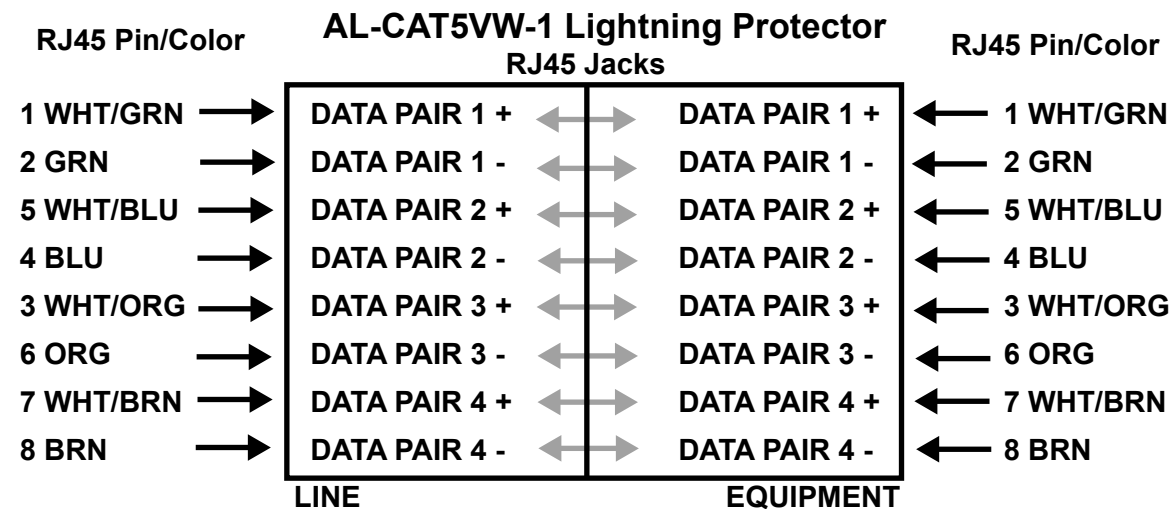 AL-CAT5VW-1 Lightning Protector
RJ45 Pin/Color RJ45 Jacks RJ45 Pin/Color
1 WHT/GRN DATA PAIR 1 + DATA PAIR 1 + 1 WHT/GRN
2 GRN DATA PAIR 1 - DATA PAIR 1 - 2 GRN
5 WHT/BLU DATA PAIR 2 + DATA PAIR 2 + 5 WHT/BLU
4 BLU DATA PAIR 2 - DATA PAIR 2 - 4 BLU
3 WHT/ORG DATA PAIR 3 + DATA PAIR 3 + 3 WHT/ORG
6 ORG DATA PAIR 3 - DATA PAIR 3 - 6 ORG
7 WHT/BRN DATA PAIR 4 + DATA PAIR 4 + 7 WHT/BRN
8 BRN DATA PAIR 4 - DATA PAIR 4 - 8 BRN
LINE EQUIPMENT